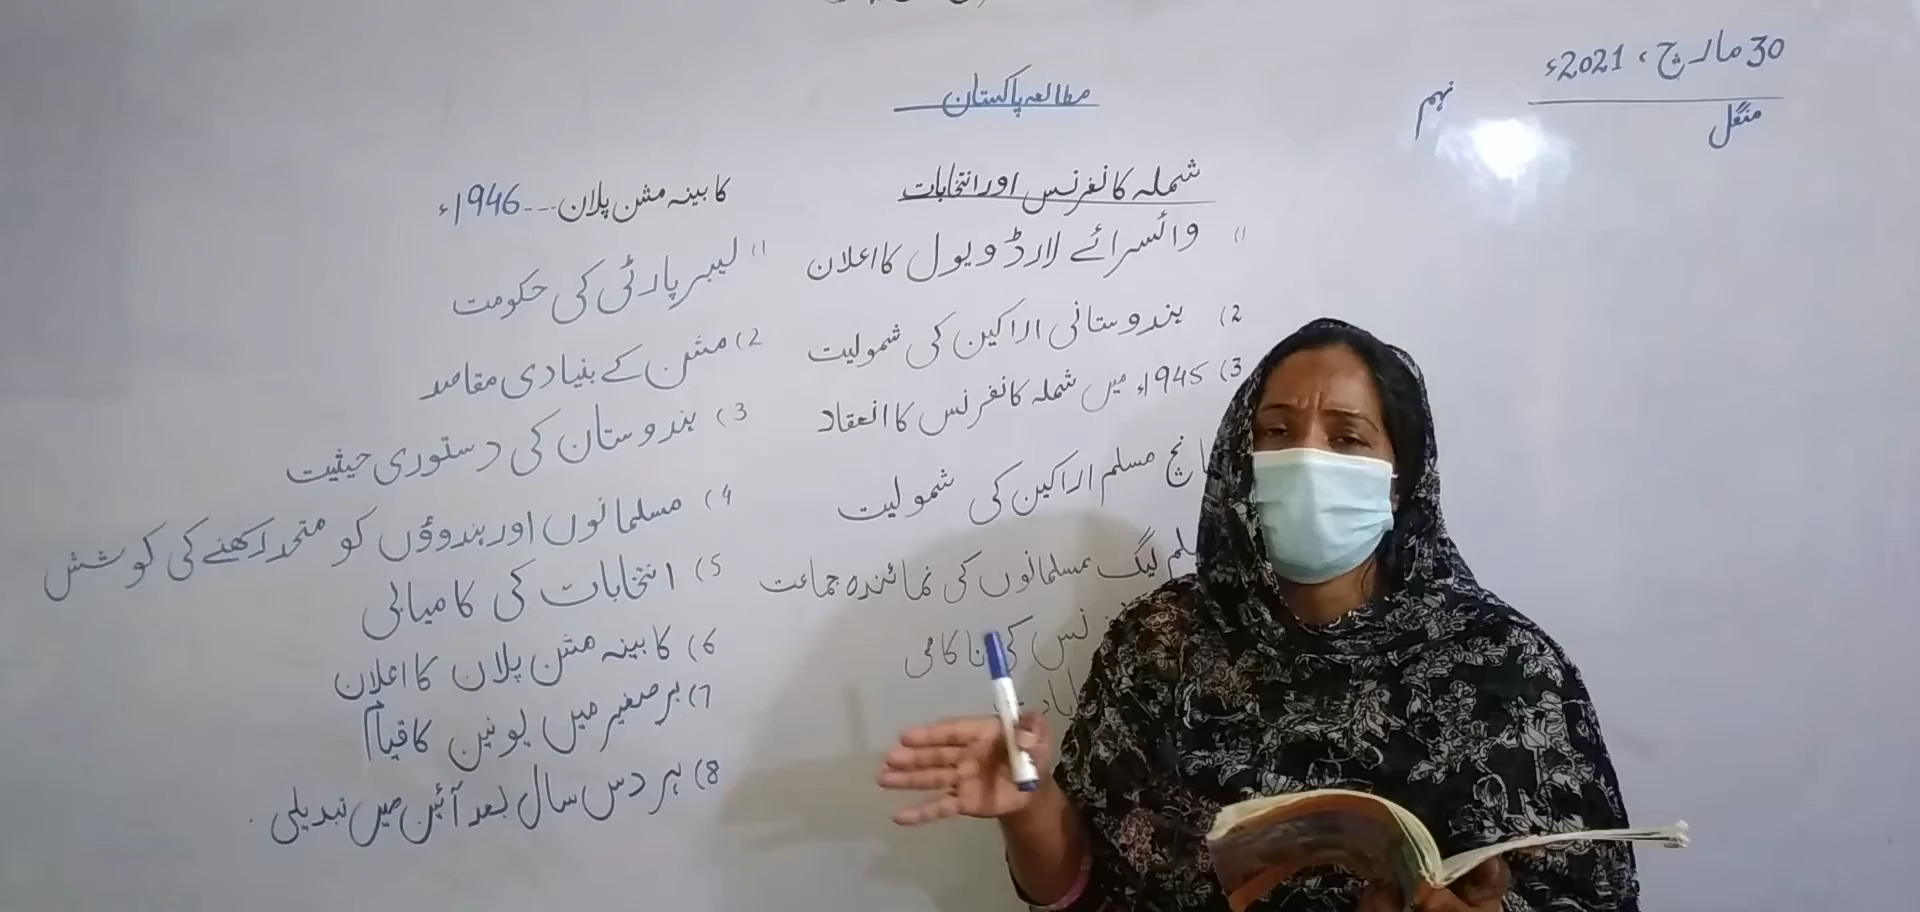 30 مارچ، 2021ء
منگل
نہم
مطالعہ پاکستان
شملہ کانفرنس اور انتخابات
1) وائسرائے لارڈ ویول کا اعلان
2) ہندوستانی اراکین کی شمولیت
3) 1945ء میں شملہ کانفرنس کا انعقاد
مسلم اراکین کی شمولیت
لیگ مسلمانوں کی نمائندہ جماعت
کی ناکامی
کابینہ مشن پلان --- 1946ء
1) لیبر پارٹی کی حکومت
2) مشن کے بنیادی مقاصد
3) ہندوستان کی دستوری حیثیت
4) مسلمانوں اور ہندوؤں کو متحد رکھنے کی کوشش
5) انتخابات کی کامیابی
6) کابینہ مشن پلان کا اعلان
7) برصغیر میں یونین کا قیام
8) ہر دس سال بعد آئین میں تبدیلی